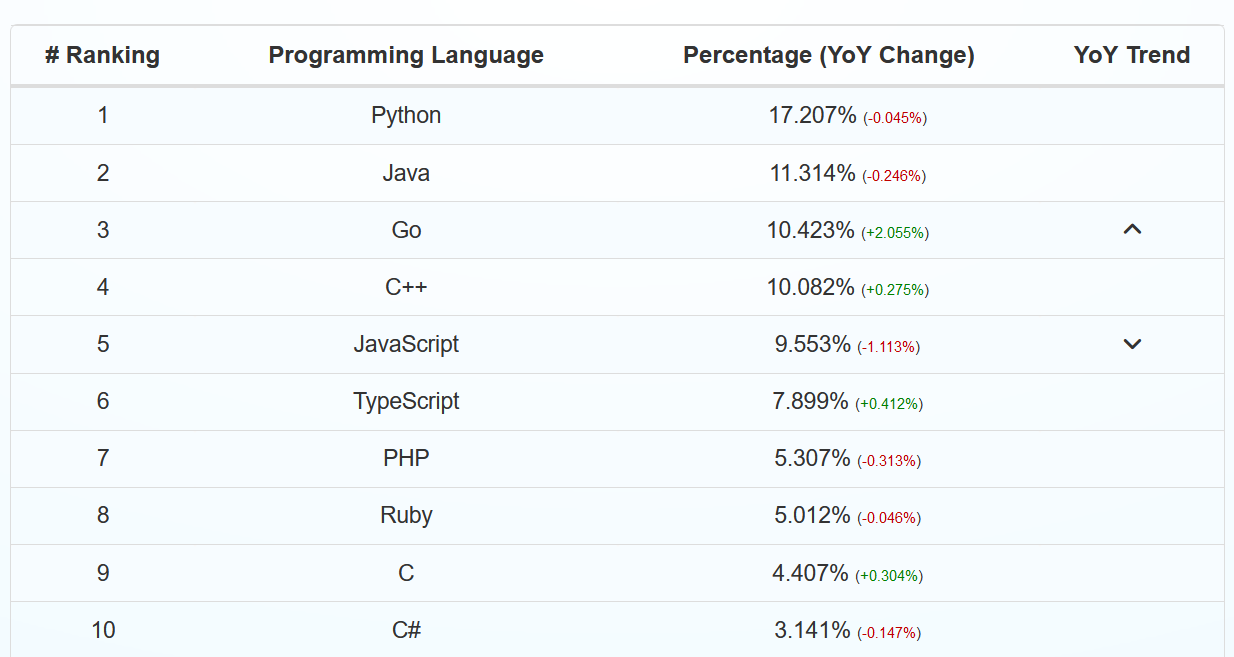 # Ranking Programming Language Percentage (YoY Change) YoY Trend
1 Python 17.207% (-0.045%)
2 Java 11.314% (-0.246%)
3 Go 10.423% (+2.055%)
4 C++ 10.082% (+0.275%)
5 JavaScript 9.553% (-1.113%)
6 TypeScript 7.899% (+0.412%)
7 PHP 5.307% (-0.313%)
8 Ruby 5.012% (-0.046%)
9 C 4.407% (+0.304%)
10 C# 3.141% (-0.147%)